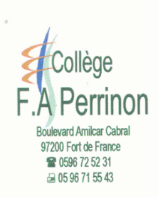 Collège
F.A Perrinon
Boulevard Amilcar Cabral
97200 Fort de France
☎ 0596 72 52 31
05 96 71 55 43